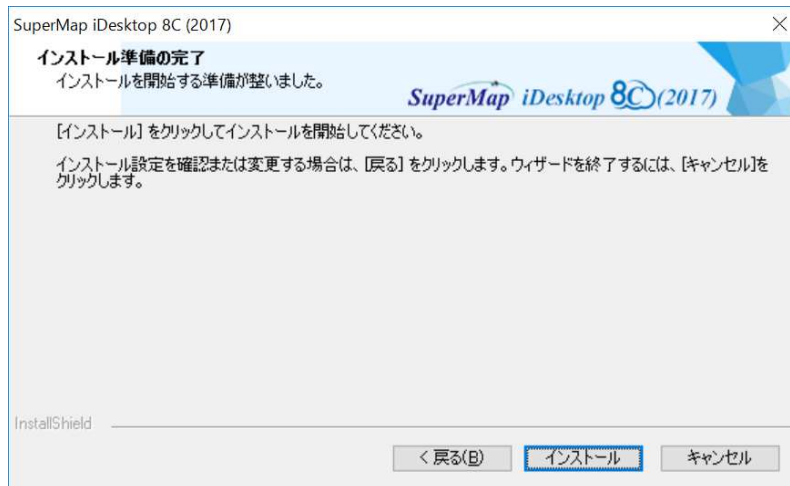 SuperMap iDesktop 8C (2017)
インストール準備の完了
インストールを開始する準備が整いました。
SuperMap iDesktop 8C (2017)
[インストール] をクリックしてインストールを開始してください。
インストール設定を確認または変更する場合は、[戻る] をクリックします。ウィザードを終了するには、[キャンセル]を
クリックします。
InstallShield
< 戻る(B)
インストール
キャンセル